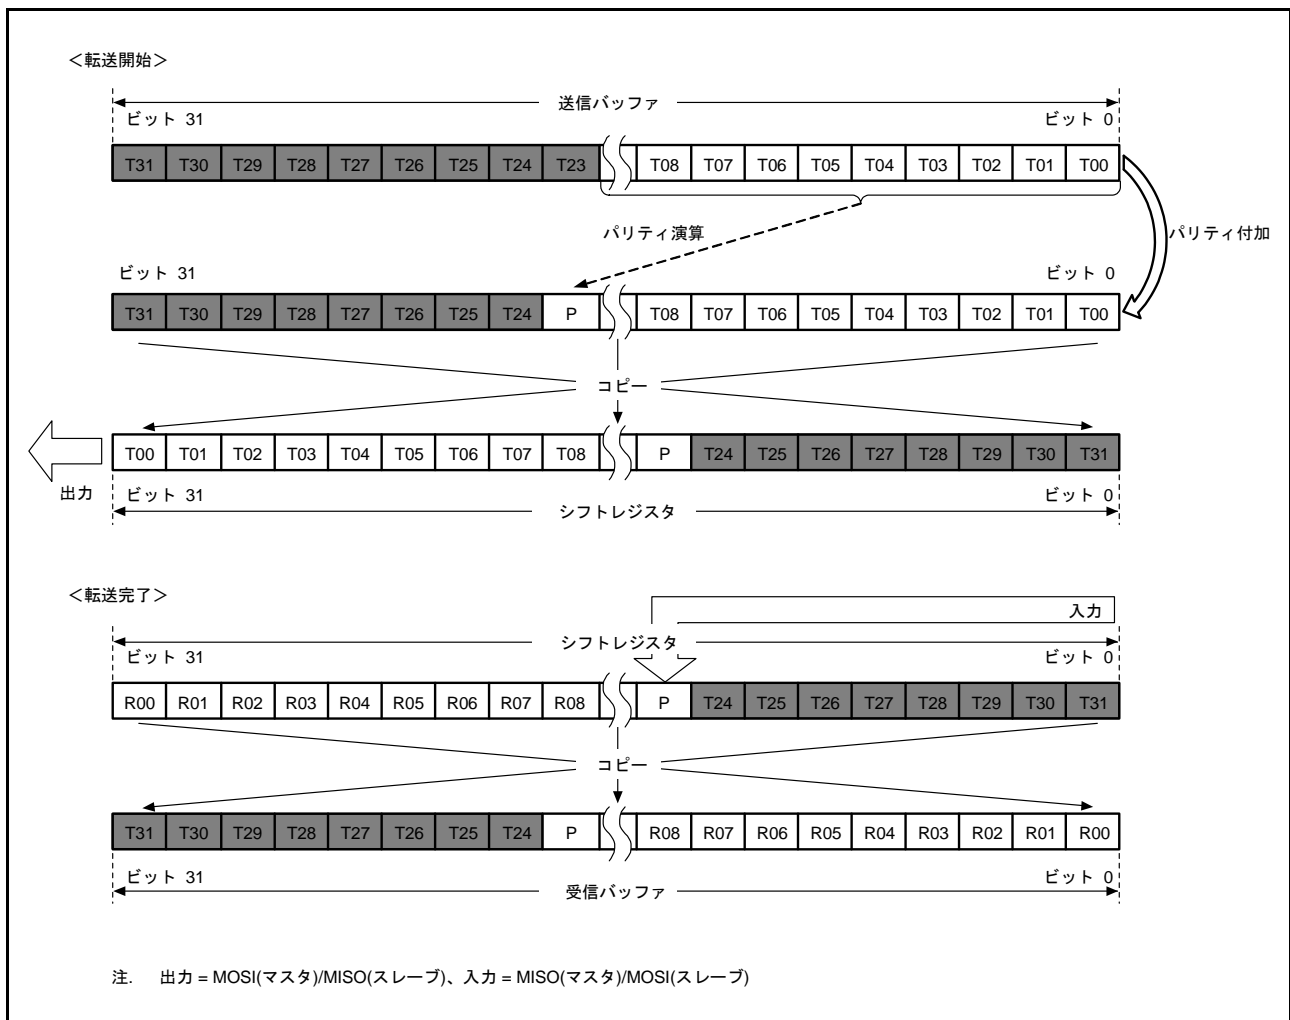 ＜転送開始＞
送信バッファ
ビット 31 ビット 0
T31 T30 T29 T28 T27 T26 T25 T24 T23 T08 T07 T06 T05 T04 T03 T02 T01 T00
パリティ演算 パリティ付加
ビット 31 ビット 0
T31 T30 T29 T28 T27 T26 T25 T24 P T08 T07 T06 T05 T04 T03 T02 T01 T00
コピー
T00 T01 T02 T03 T04 T05 T06 T07 T08 P T24 T25 T26 T27 T28 T29 T30 T31
出力 ビット 31 ビット 0
シフトレジスタ
＜転送完了＞
入力
シフトレジスタ
ビット 31 ビット 0
R00 R01 R02 R03 R04 R05 R06 R07 R08 P T24 T25 T26 T27 T28 T29 T30 T31
コピー
T31 T30 T29 T28 T27 T26 T25 T24 P R08 R07 R06 R05 R04 R03 R02 R01 R00
ビット 31 ビット 0
受信バッファ
注. 出力 = MOSI(マスタ)/MISO(スレーブ)、入力 = MISO(マスタ)/MOSI(スレーブ)